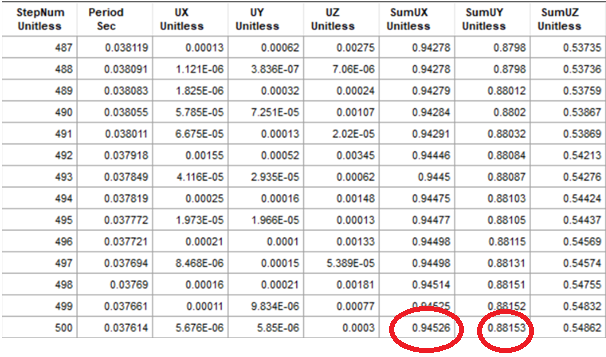 StepNum Period UX UY UZ SumUX SumUY SumUZ
Unitless Sec Unitless Unitless Unitless Unitless Unitless Unitless
487 0.038119 0.00013 0.00062 0.00275 0.94278 0.8798 0.53735
488 0.038091 1.121E-06 3.836E-07 7.06E-06 0.94278 0.8798 0.53736
489 0.038083 1.825E-06 0.00032 0.00024 0.94279 0.88012 0.53759
490 0.038055 5.785E-05 7.251E-05 0.00107 0.94284 0.8802 0.53867
491 0.038011 6.675E-05 0.00013 2.02E-05 0.94291 0.88032 0.53869
492 0.037918 0.00155 0.00052 0.00345 0.94446 0.88084 0.54213
493 0.037849 4.116E-05 2.935E-05 0.00062 0.9445 0.88087 0.54276
494 0.037819 0.00025 0.00016 0.00148 0.94475 0.88103 0.54424
495 0.037772 1.973E-05 1.966E-05 0.00013 0.94477 0.88105 0.54437
496 0.037721 0.00021 0.0001 0.00133 0.94498 0.88115 0.54569
497 0.037694 8.468E-06 0.00015 5.389E-05 0.94498 0.88131 0.54574
498 0.03769 0.00016 0.00021 0.00181 0.94514 0.88151 0.54755
499 0.037661 0.00011 9.834E-06 0.00077 0.94525 0.88152 0.54832
500 0.037614 5.676E-06 5.85E-06 0.0003 0.94526 0.88153 0.54862